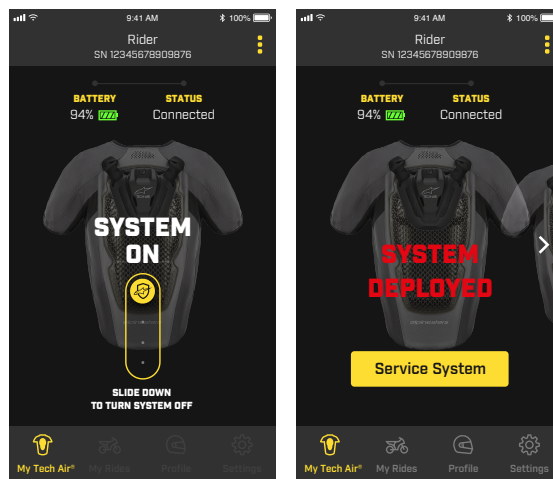 9:41 AM
100%
Rider
SN 12345678909876
BATTERY
STATUS
94%
Connected
SYSTEM
ON
SLIDE DOWN
TO TURN SYSTEM OFF
My Tech Air®
My Rides
Profile
Settings
9:41 AM
100%
Rider
SN 12345678909876
BATTERY
STATUS
94%
Connected
SYSTEM
DEPLOYED
Service System
My Tech Air®
My Rides
Profile
Settings